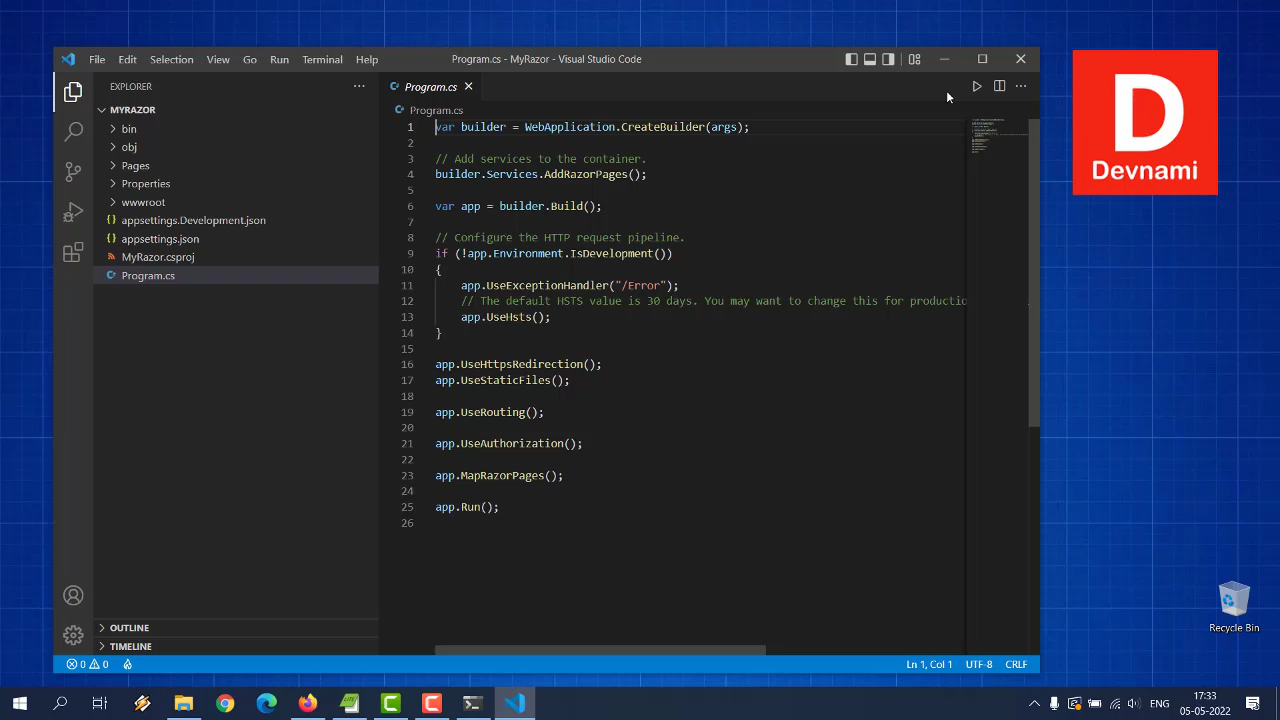 File Edit Selection View Go Run Terminal Help
Program.cs - MyRazor - Visual Studio Code
EXPLORER
MYRAZOR
bin
obj
Pages
Properties
wwwroot
{} appsettings.Development.json
{} appsettings.json
MyRazor.csproj
Program.cs
OUTLINE
TIMELINE
Program.cs
Program.cs
1 var builder = WebApplication.CreateBuilder(args);
2
3 // Add services to the container.
4 builder.Services.AddRazorPages();
5
6 var app = builder.Build();
7
8 // Configure the HTTP request pipeline.
9 if (!app.Environment.IsDevelopment())
10 {
11 app.UseExceptionHandler("/Error");
12 // The default HSTS value is 30 days. You may want to change this for productio
13 app.UseHsts();
14 }
15
16 app.UseHttpsRedirection();
17 app.UseStaticFiles();
18
19 app.UseRouting();
20
21 app.UseAuthorization();
22
23 app.MapRazorPages();
24
25 app.Run();
26
0 0
Ln 1, Col 1 UTF-8 CRLF
D
Devnami
Recycle Bin
ENG
17:33
05-05-2022